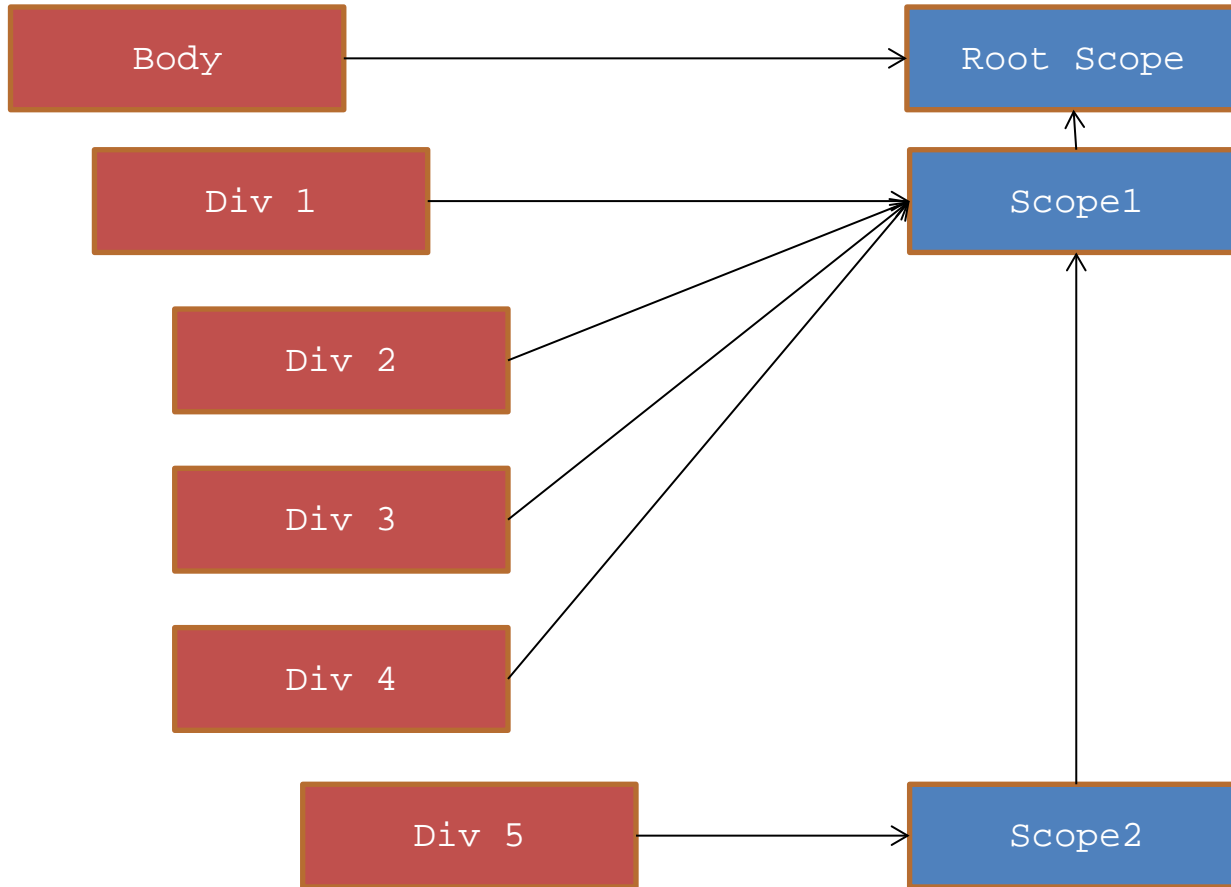 Body
Root Scope
Div 1
Scope1
Div 2
Div 3
Div 4
Div 5
Scope2